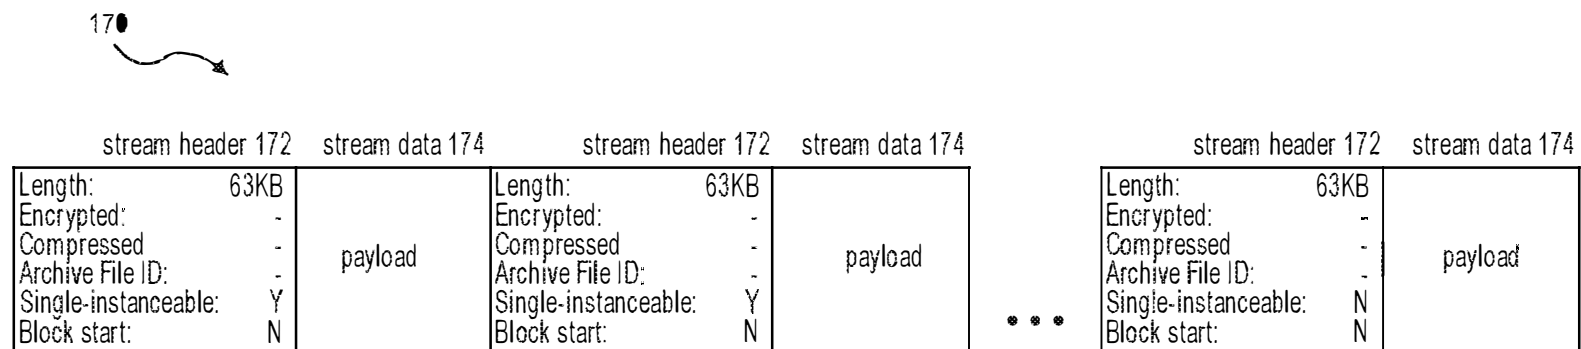 170
stream header 172 stream data 174 stream header 172 stream data 174 stream header 172 stream data 174
Length: 63KB
Encrypted: -
Compressed -
Archive File ID: -
Single-instanceable: Y
Block start: N
payload
Length: 63KB
Encrypted: -
Compressed -
Archive File ID: -
Single-instanceable: Y
Block start: N
payload
• • •
Length: 63KB
Encrypted: -
Compressed -
Archive File ID: -
Single-instanceable: N
Block start: N
payload